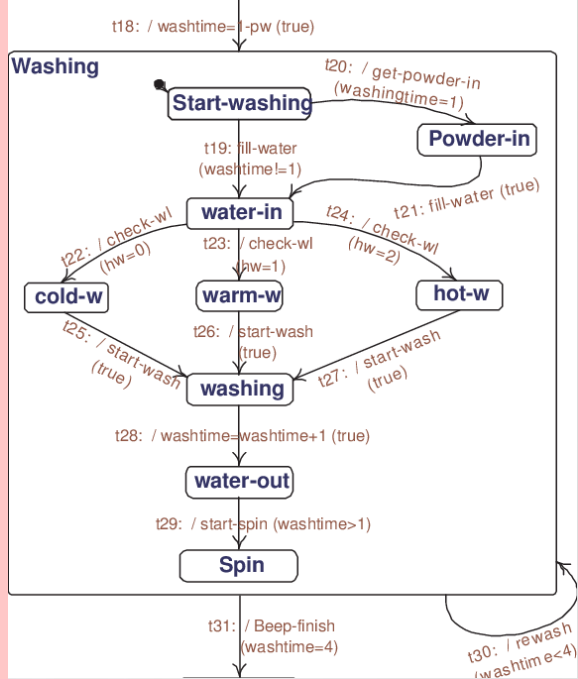 t18: / washtime=1-pw (true)
Washing
t20: / get-powder-in
(washingtime=1)
Start-washing
Powder-in
t19: fill-water
(washtime!=1)
t21: fill-water (true)
water-in
t22: / check-wl
(hw=0)
t23: / check-wl
(hw=1)
t24: / check-wl
(hw=2)
cold-w
warm-w
hot-w
t25: / start-wash
(true)
t26: / start-wash
(true)
t27: / start-wash
(true)
washing
t28: / washtime=washtime+1 (true)
water-out
t29: / start-spin (washtime>1)
Spin
t31: / Beep-finish
(washtime=4)
t30: / rewash
(washtime<4)